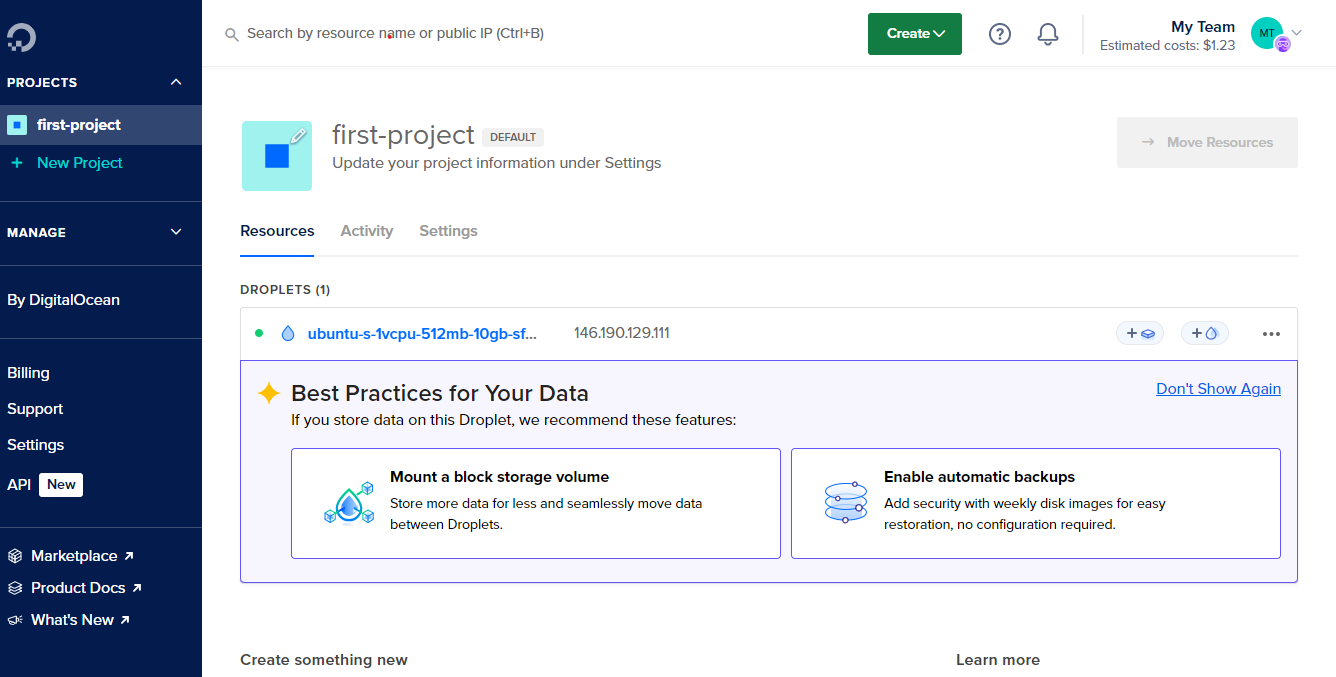 Search by resource name or public IP (Ctrl+B)
Create
My Team
Estimated costs: $1.23
MT
PROJECTS
first-project
+ New Project
MANAGE
By DigitalOcean
Billing
Support
Settings
API New
Marketplace
Product Docs
What's New
first-project DEFAULT
Update your project information under Settings
→ Move Resources
Resources Activity Settings
DROPLETS (1)
ubuntu-s-1vcpu-512mb-10gb-sf... 146.190.129.111
Best Practices for Your Data
Don't Show Again
If you store data on this Droplet, we recommend these features:
Mount a block storage volume
Store more data for less and seamlessly move data
between Droplets.
Enable automatic backups
Add security with weekly disk images for easy
restoration, no configuration required.
Create something new
Learn more